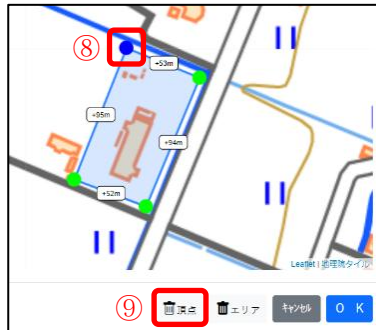 ⑧
+53m
+95m
+94m
+52m
Leaflet | 地理院タイル
⑨ 頂点 エリア キャンセル O K